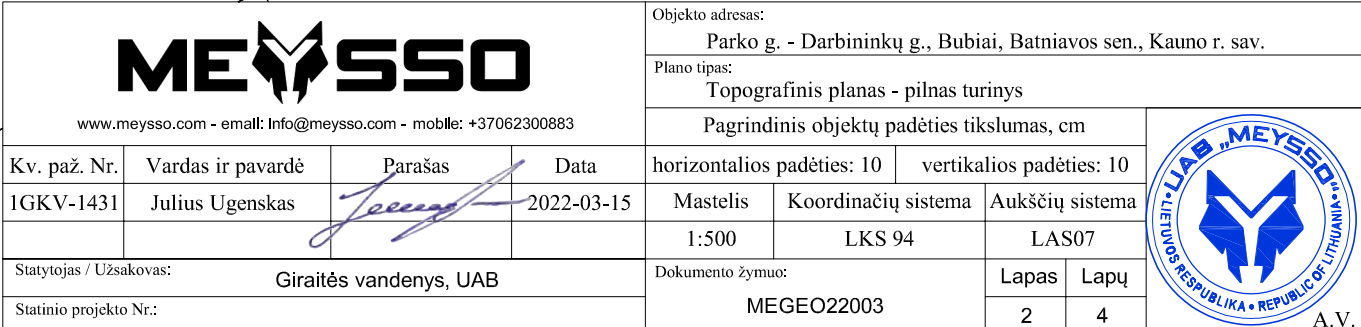 MEYSSO
www.meysso.com - email: Info@meysso.com - mobile: +37062300883
Objekto adresas:
Parko g. - Darbininkų g., Bubiai, Batniavos sen., Kauno r. sav.
Plano tipas:
Topografinis planas - pilnas turinys
Pagrindinis objektų padėties tikslumas, cm
horizontalios padėties: 10 vertikalios padėties: 10
Kv. paž. Nr. Vardas ir pavardė Parašas Data
1GKV-1431 Julius Ugenskas 2022-03-15
Mastelis Koordinačių sistema Aukščių sistema
1:500 LKS 94 LAS07
Statytojas / Užsakovas: Giraitės vandenys, UAB
Statinio projekto Nr.:
Dokumento žymuo:
MEGEO22003
Lapas Lapų
2 4
UAB „MEYSSO"
LIETUVOS RESPUBLIKA • REPUBLIC OF LITHUANIA
A.V.